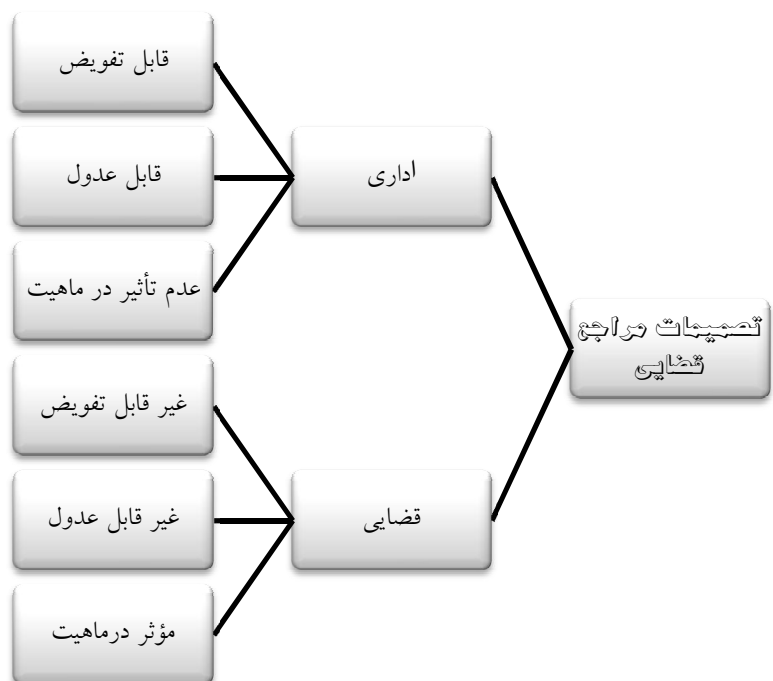 تصمیمات مراجع
قضایی
اداری
قابل تفویض
قابل عدول
عدم تأثیر در ماهیت
قضایی
غیر قابل تفویض
غیر قابل عدول
مؤثر درماهیت